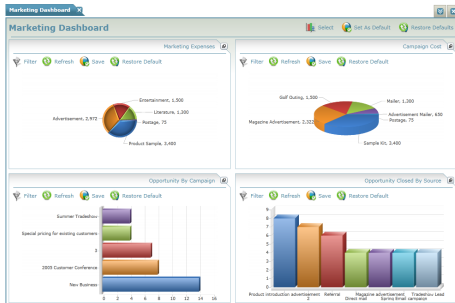 Marketing Dashboard
Marketing Dashboard
Select Set As Default Restore Defaults
Marketing Expenses
Filter Refresh Save Restore Default
Entertainment, 1,500
Literature, 1,300
Advertisement, 2,972
Postage, 75
Product Sample, 3,400
Campaign Cost
Filter Refresh Save Restore Default
Golf Outing, 1,500
Mailer, 1,300
Advertisement Mailer, 650
Postage, 75
Magazine Advertisement, 2,322
Sample Kit, 3,400
Opportunity By Campaign
Filter Refresh Save Restore Default
Summer Tradeshow
Special pricing for existing customers
3
2005 Customer Conference
New Business
0 2 4 6 8 10 12 14 16
Opportunity Closed By Source
Filter Refresh Save Restore Default
9
8
7
6
5
4
3
2
1
0
Product Introduction advertisement Referral Magazine advertisement Tradeshow Lead
Direct mail Spring Email campaign